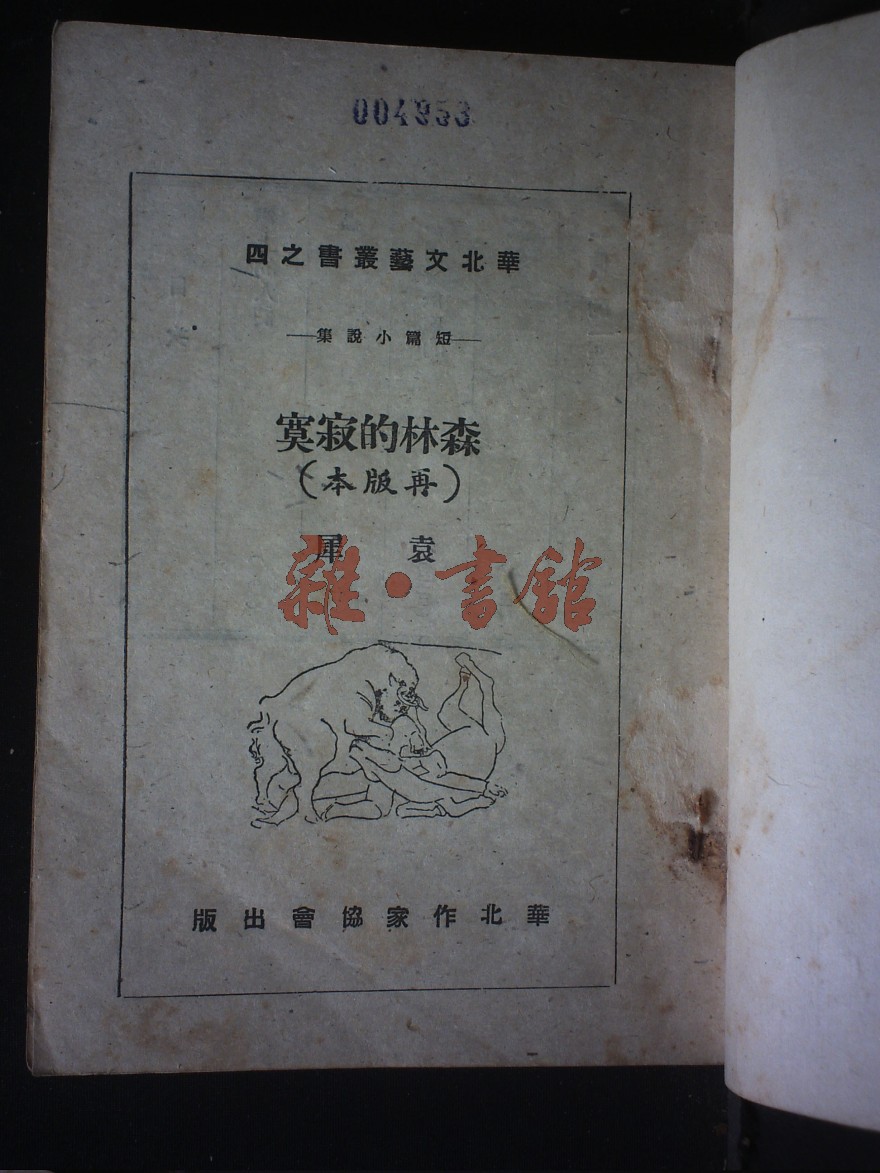 004953
華北文藝叢書之四
—短篇小說集—
森林的寂寞
(再版本)
袁犀
雜·書館
華北作家協會出版